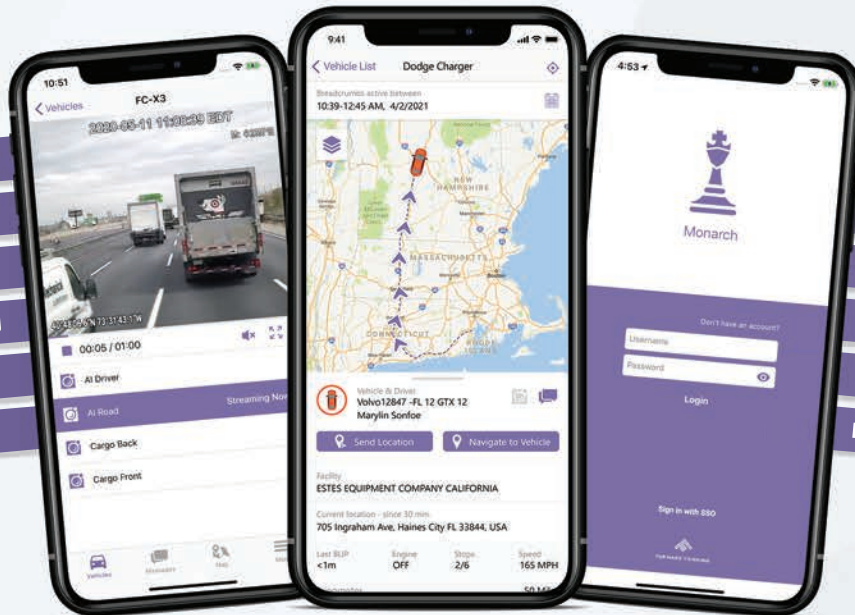 10:51
Vehicles
FC-X3
2020-05-11 11:08:39 EDT
00:05 / 01:00
AI Driver
AI Road
Streaming Now
Cargo Back
Cargo Front
Vehicles
Messages
Map
9:41
Vehicle List
Dodge Charger
Breadcrumbs active between
10:39-12:45 AM, 4/2/2021
NEW
HAMPSHIRE
MASSACHUSETTS
CONNECTICUT
RHODE
ISLAND
Vehicle & Driver
Volvo12847 -FL 12 GTX 12
Marylin Sonfoe
Send Location
Navigate to Vehicle
Facility
ESTES EQUIPMENT COMPANY CALIFORNIA
Current location - since 30 min
705 Ingraham Ave, Haines City FL 33844, USA
Last BLIP
Engine
Stops
Speed
<1m
OFF
2/6
165 MPH
4:53
Monarch
Don't have an account?
Username
Password
Login
Sign in with SSO
FORWARD THINKING